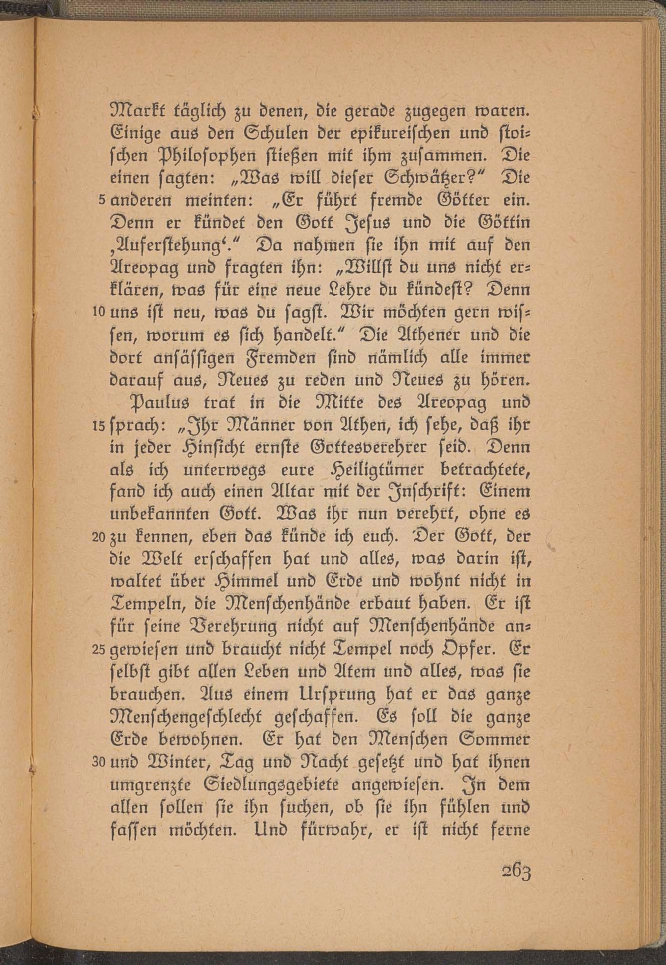 Markt täglich zu denen, die gerade zugegen waren.
Einige aus den Schulen der epikureischen und stoi-
schen Philosophen stießen mit ihm zusammen. Die
einen sagten: „Was will dieser Schwätzer?“ Die
5 anderen meinten: „Er führt fremde Götter ein.
Denn er kündet den Gott Jesus und die Göttin
‚Auferstehung‘.“ Da nahmen sie ihn mit auf den
Areopag und fragten ihn: „Willst du uns nicht er-
klären, was für eine neue Lehre du kündest? Denn
10 uns ist neu, was du sagst. Wir möchten gern wis-
sen, worum es sich handelt.“ Die Athener und die
dort ansässigen Fremden sind nämlich alle immer
darauf aus, Neues zu reden und Neues zu hören.
Paulus trat in die Mitte des Areopag und
15 sprach: „Ihr Männer von Athen, ich sehe, daß ihr
in jeder Hinsicht ernste Gottesverehrer seid. Denn
als ich unterwegs eure Heiligtümer betrachtete,
fand ich auch einen Altar mit der Inschrift: Einem
unbekannten Gott. Was ihr nun verehrt, ohne es
20 zu kennen, eben das künde ich euch. Der Gott, der
die Welt erschaffen hat und alles, was darin ist,
waltet über Himmel und Erde und wohnt nicht in
Tempeln, die Menschenhände erbaut haben. Er ist
für seine Verehrung nicht auf Menschenhände an-
25 gewiesen und braucht nicht Tempel noch Opfer. Er
selbst gibt allen Leben und Atem und alles, was sie
brauchen. Aus einem Ursprung hat er das ganze
Menschengeschlecht geschaffen. Es soll die ganze
Erde bewohnen. Er hat den Menschen Sommer
30 und Winter, Tag und Nacht gesetzt und hat ihnen
umgrenzte Siedlungsgebiete angewiesen. In dem
allen sollen sie ihn suchen, ob sie ihn fühlen und
fassen möchten. Und fürwahr, er ist nicht ferne
263